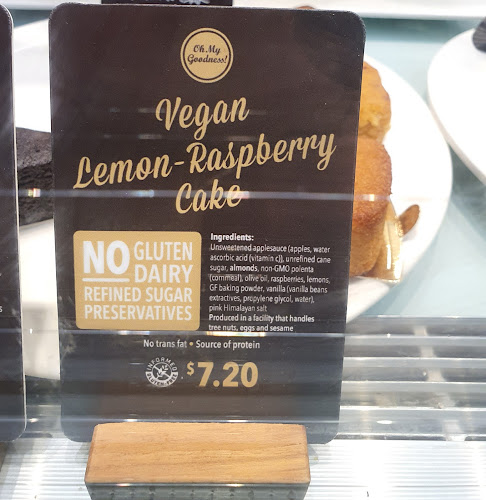 Oh My
Goodness!
Vegan
Lemon-Raspberry
Cake
NO GLUTEN
DAIRY
REFINED SUGAR
PRESERVATIVES
Ingredients:
Unsweetened applesauce (apples, water
ascorbic acid (vitamin c)), unrefined cane
sugar, almonds, non-GMO polenta
(cornmeal), olive oil, raspberries, lemons,
GF baking powder, vanilla (vanilla beans
extractives, propylene glycol, water),
pink Himalayan salt
Produced in a facility that handles
tree nuts, eggs and sesame
No trans fat • Source of protein
INFORMED
$7.20